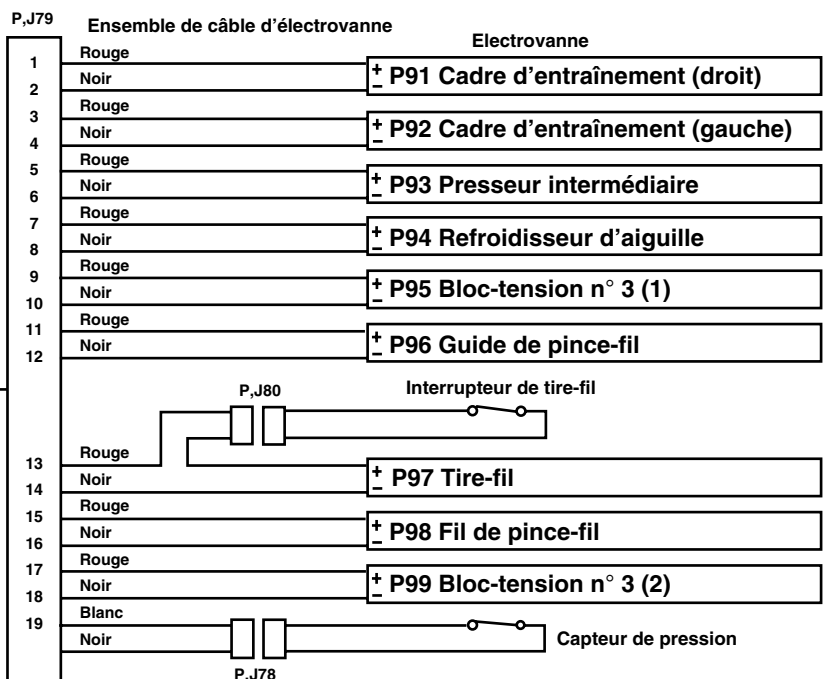 P,J79
Ensemble de câble d'électrovanne
Electrovanne
1 Rouge
2 Noir
+ – P91 Cadre d'entraînement (droit)
3 Rouge
4 Noir
+ – P92 Cadre d'entraînement (gauche)
5 Rouge
6 Noir
+ – P93 Presseur intermédiaire
7 Rouge
8 Noir
+ – P94 Refroidisseur d'aiguille
9 Rouge
10 Noir
+ – P95 Bloc-tension n° 3 (1)
11 Rouge
12 Noir
+ – P96 Guide de pince-fil
P,J80
Interrupteur de tire-fil
13 Rouge
14 Noir
+ – P97 Tire-fil
15 Rouge
16 Noir
+ – P98 Fil de pince-fil
17 Rouge
18 Noir
+ – P99 Bloc-tension n° 3 (2)
19 Blanc
Noir
Capteur de pression
P,J78